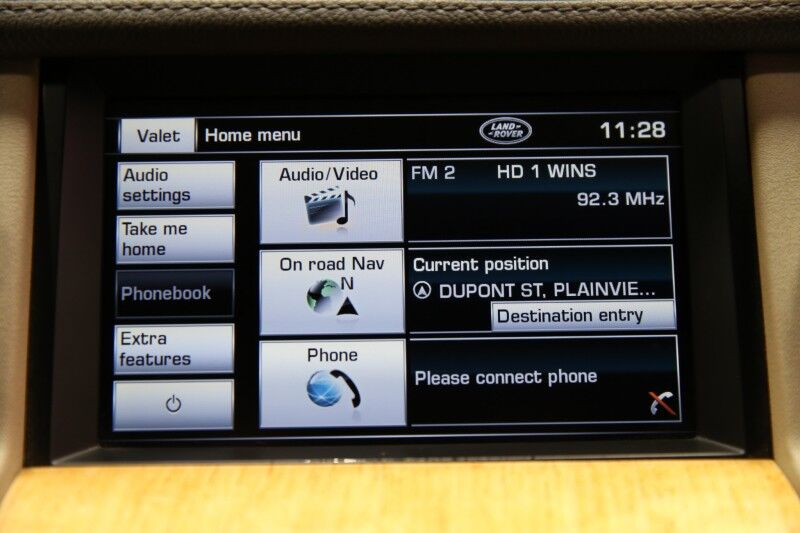 Valet
Home menu
LAND-
-ROVER
11:28
Audio
settings
Take me
home
Phonebook
Extra
features
Audio/Video
FM 2
HD 1 WINS
92.3 MHz
On road Nav
N
Current position
DUPONT ST, PLAINVIE...
Destination entry
Phone
Please connect phone